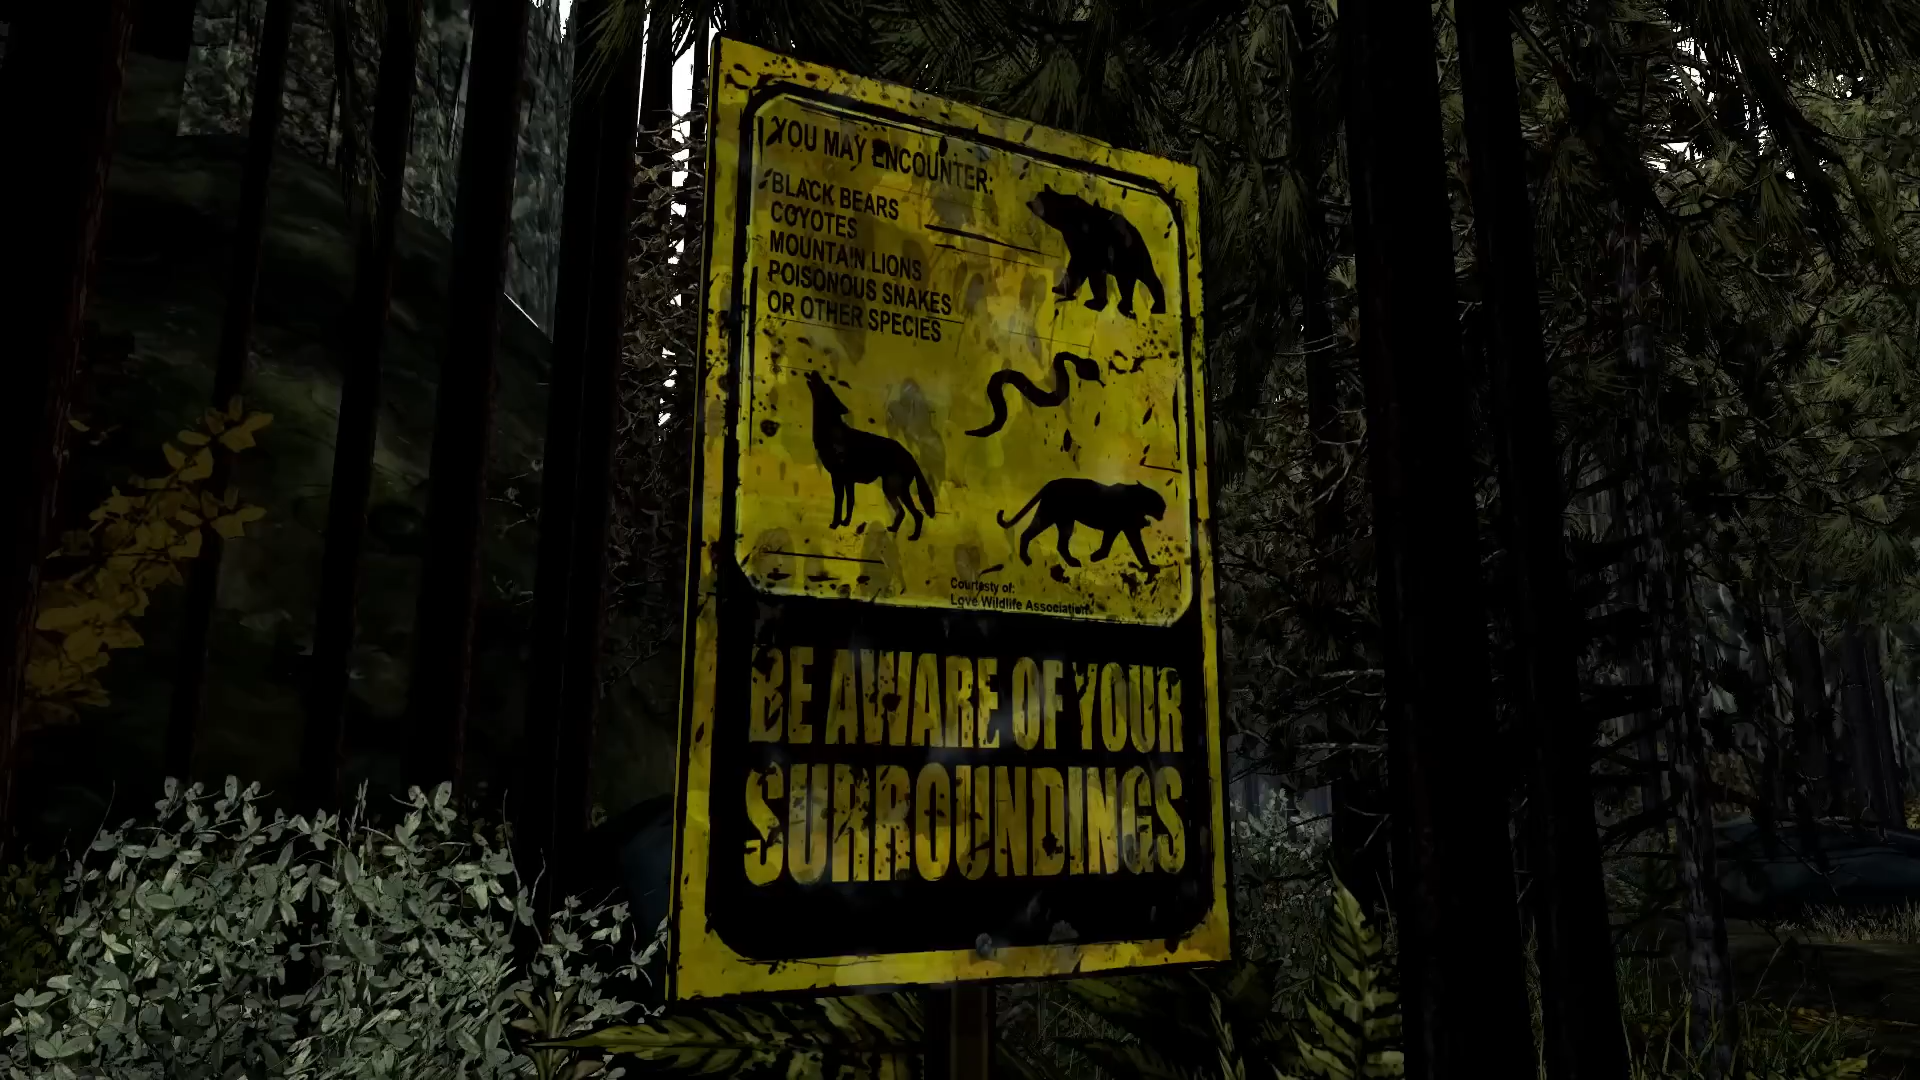 YOU MAY ENCOUNTER:
BLACK BEARS
COYOTES
MOUNTAIN LIONS
POISONOUS SNAKES
OR OTHER SPECIES
Courtesty of:
Love Wildlife Association
BE AWARE OF YOUR
SURROUNDINGS